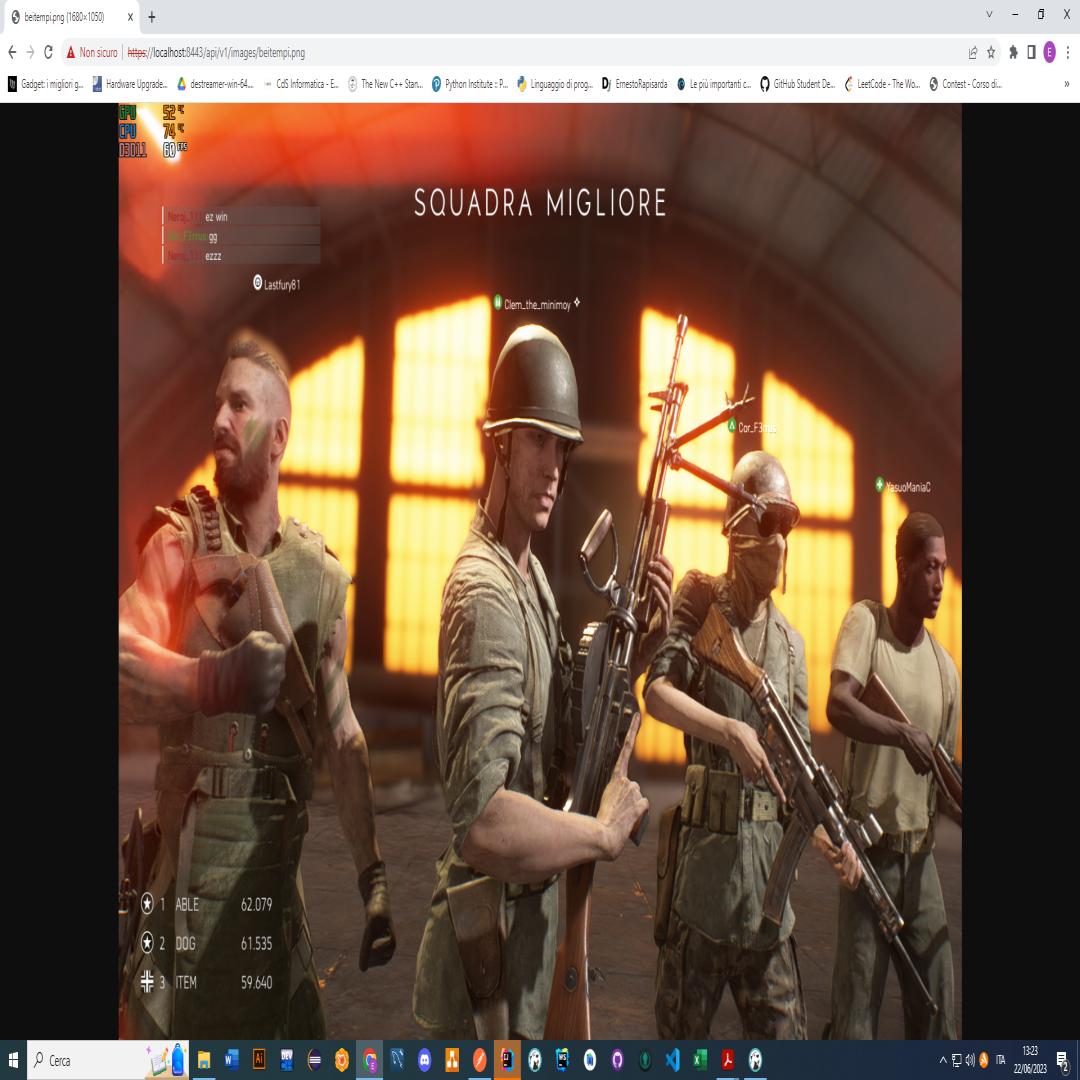 beitempi.png (1680×1050)
Non sicuro
https://localhost:8443/api/v1/images/beitempi.png
E
Gadget: i migliori g...
Hardware Upgrade...
destreamer-win-64...
CdS Informatica - E...
The New C++ Stan...
Python Institute :: P...
Linguaggio di prog...
ErnestoRapisarda
Le più importanti c...
GitHub Student De...
LeetCode - The Wo...
Contest - Corso di...
»
GPU 52 °C
CPU 74 °C
D3D11 60 FPS
SQUADRA MIGLIORE
ez win
gg
ezzz
Lastfury81
Clem_the_minimoy
Cor_F3rrus
YasuoManiaC
1 ABLE 62.079
2 DOG 61.535
3 ITEM 59.640
Cerca
ITA
13:23
22/06/2023
2